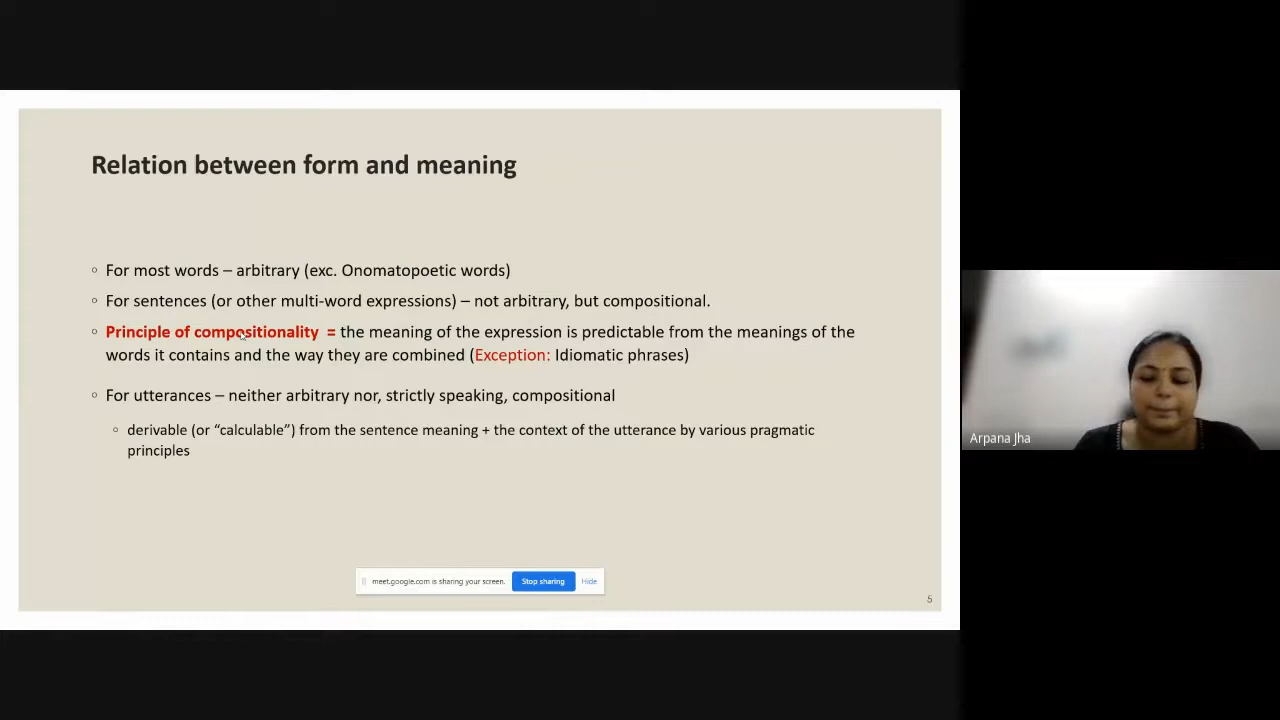 Relation between form and meaning
◦ For most words – arbitrary (exc. Onomatopoetic words)
◦ For sentences (or other multi-word expressions) – not arbitrary, but compositional.
◦ Principle of compositionality = the meaning of the expression is predictable from the meanings of the
words it contains and the way they are combined (Exception: Idiomatic phrases)
◦ For utterances – neither arbitrary nor, strictly speaking, compositional
◦ derivable (or “calculable”) from the sentence meaning + the context of the utterance by various pragmatic
principles
meet.google.com is sharing your screen. Stop sharing Hide
5
Arpana Jha